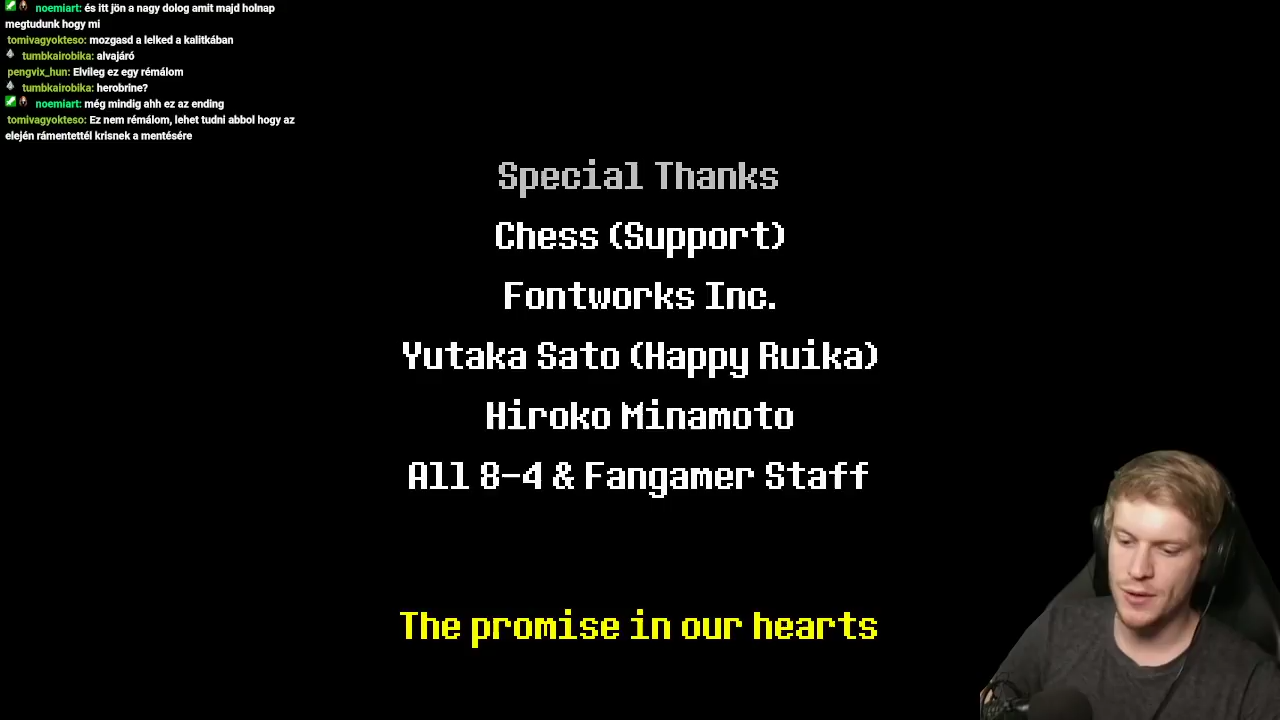 noemiart: és itt jön a nagy dolog amit majd holnap
megtudunk hogy mi
tomivagyokteso: mozgasd a lelked a kalitkában
tumbkairobika: alvajáró
pengvix_hun: Elvileg ez egy rémálom
tumbkairobika: herobrine?
noemiart: még mindig ahh ez az ending
tomivagyokteso: Ez nem rémálom, lehet tudni abbol hogy az
elején rámentettél krisnek a mentésére
Special Thanks
Chess (Support)
Fontworks Inc.
Yutaka Sato (Happy Ruika)
Hiroko Minamoto
All 8-4 & Fangamer Staff
The promise in our hearts